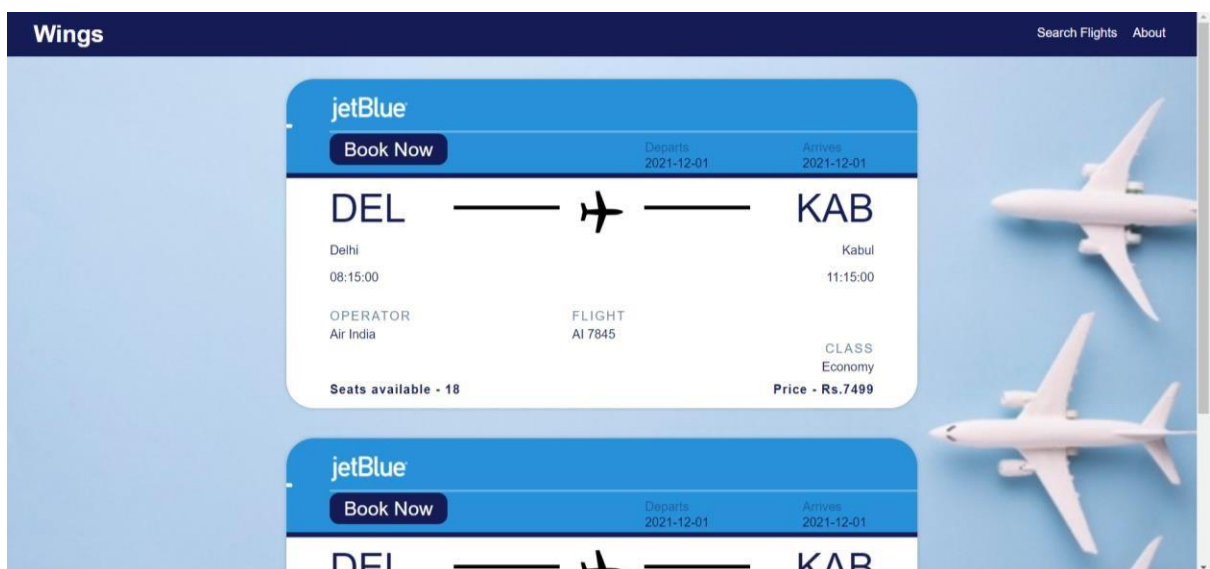 Wings
Search Flights About
jetBlue
Book Now
Departs Arrives
2021-12-01 2021-12-01
DEL KAB
Delhi Kabul
08:15:00 11:15:00
OPERATOR FLIGHT
Air India AI 7845
CLASS
Economy
Seats available - 18 Price - Rs.7499
jetBlue
Book Now
Departs Arrives
2021-12-01 2021-12-01
DEL KAB